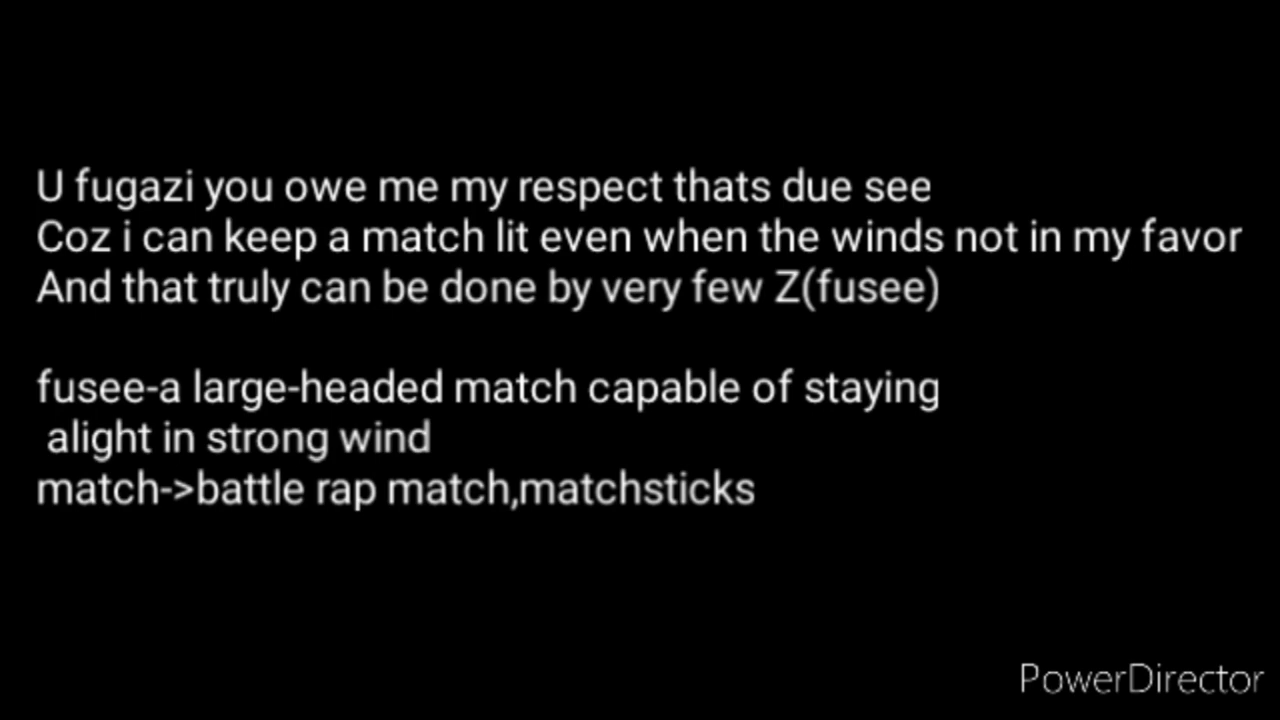 U fugazi you owe me my respect thats due see
Coz i can keep a match lit even when the winds not in my favor
And that truly can be done by very few Z(fusee)
fusee-a large-headed match capable of staying
alight in strong wind
match->battle rap match,matchsticks
PowerDirector